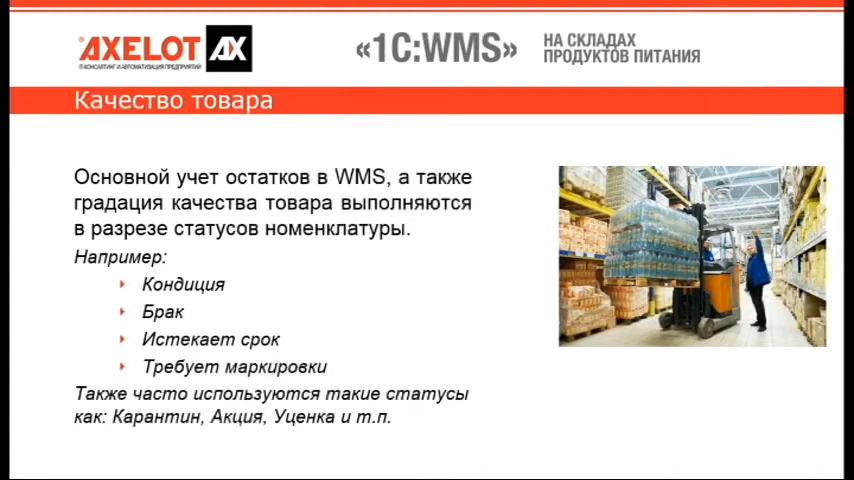 AXELOT AX
IT-КОНСАЛТИНГ И АВТОМАТИЗАЦИЯ ПРЕДПРИЯТИЙ
«1С:WMS»
НА СКЛАДАХ
ПРОДУКТОВ ПИТАНИЯ
Качество товара
Основной учет остатков в WMS, а также
градация качества товара выполняются
в разрезе статусов номенклатуры.
Например:
Кондиция
Брак
Истекает срок
Требует маркировки
Также часто используются такие статусы
как: Карантин, Акция, Уценка и т.п.